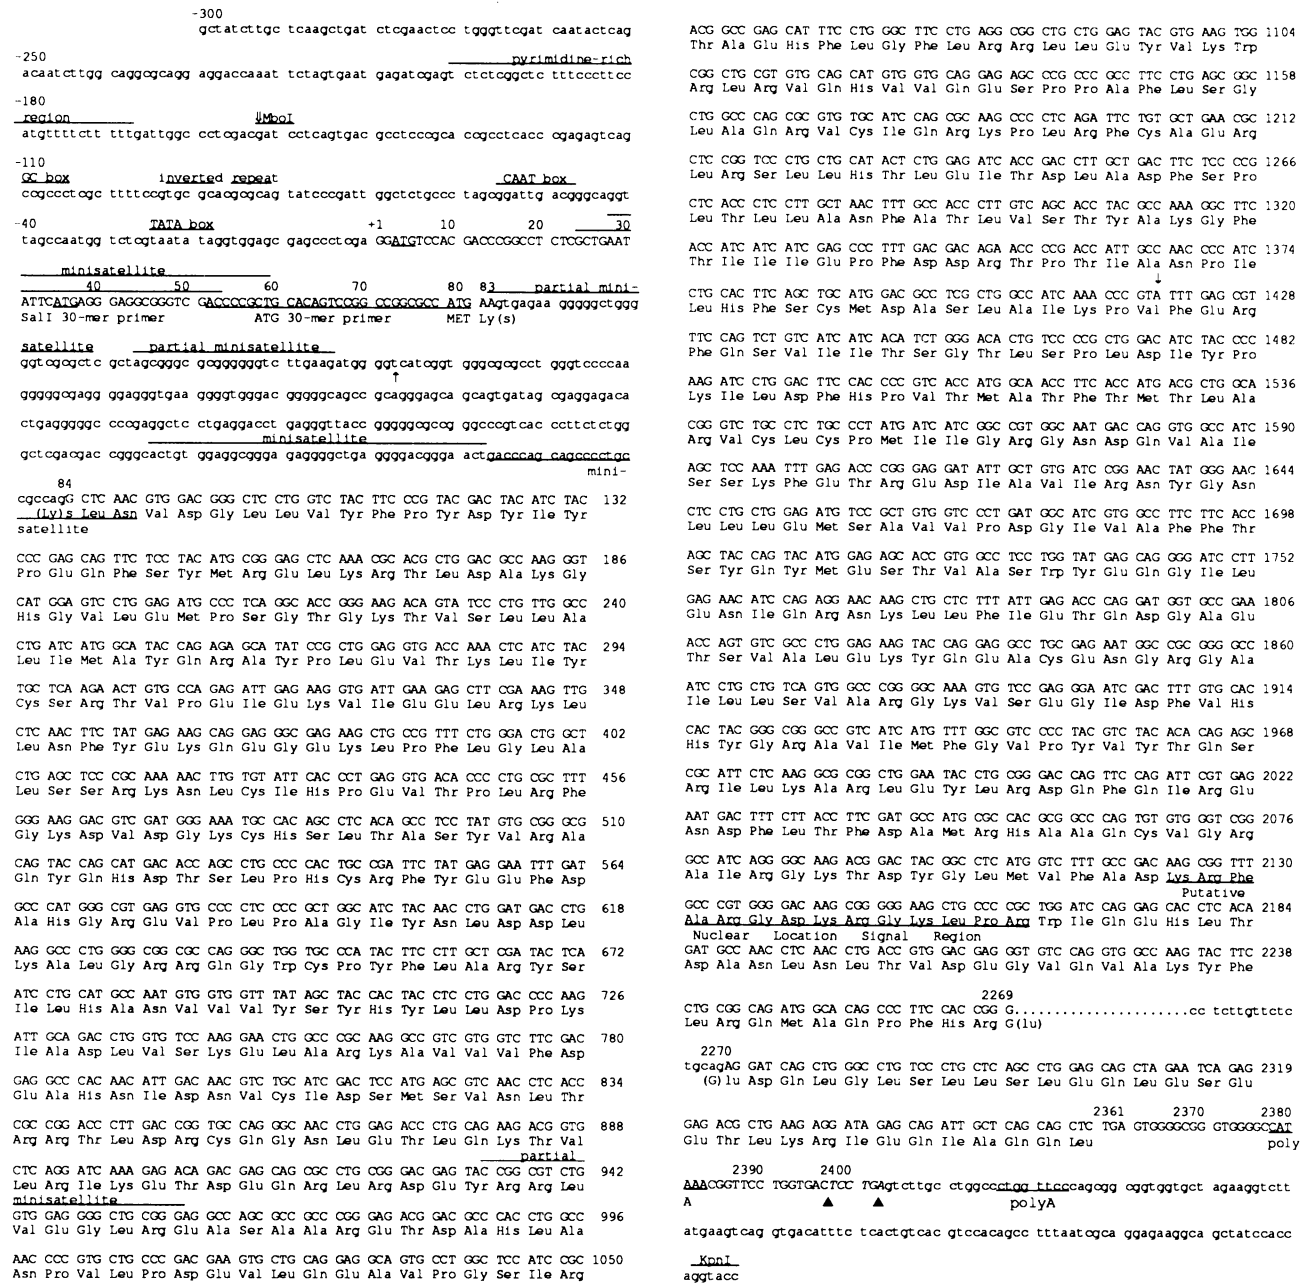 -300
gctatcttgc tcaagctgat ctcgaactcc tgggttcgat caatactcag
-250
pyrimidine-rich
acaatcttgg caggcgcagg aggaccaaat tctagtgaat gagatcgagt ctctcggctc tttcccttcc
-180
region ⇓MboI
atgttttctt tttgattggc cctcgacgat cctcagtgac gcctcccgca ccgcctcacc cgagagtcag
-110
GC box inverted repeat CAAT box
ccgccctcgc ttttccgtgc gcacgcgcag tatcccgatt ggctctgccc tagcggattg acgggcaggt
-40 TATA box +1 10 20 30
tagccaatgg tctcgtaata taggtggagc gagccctcga GGATGTCCAC GACCCGGCCT CTCGCTGAAT
minisatellite
40 50 60 70 80 83 partial mini-
ATTCATGAGG GAGGCGGGTC GACCCCGCTG CACAGTCCGG CCGGCGCC ATG AAgtgagaa gggggctggg
SalI 30-mer primer ATG 30-mer primer MET Ly(s)
satellite partial minisatellite
ggtcgcgctc gctagcgggc gcggggggtc ttgaagatgg ggtcatcggt gggcgcgcct gggtccccaa
↑
gggggcgagg gggagggtgaa ggggtgggac gggggcagcc gcagggagca gcagtgatag cgaggagaca
ctgagggggc cccgaggctc ctgaggacct gagggttacc gggggcgccg ggcccgtcac cccttctctgg
minisatellite
gctcgacgac cgggcactgt ggaggcggga gaggggctga ggggacggga actgacccag cagcccctgc
mini-
84
cgccagG CTC AAC GTG GAC GGG CTC CTG GTC TAC TTC CCG TAC GAC TAC ATC TAC 132
(Ly)s Leu Asn Val Asp Gly Leu Leu Val Tyr Phe Pro Tyr Asp Tyr Ile Tyr
satellite
CCC GAG CAG TTC TCC TAC ATG CGG GAG CTC AAA CGC ACG CTG GAC GCC AAG GGT 186
Pro Glu Gln Phe Ser Tyr Met Arg Glu Leu Lys Arg Thr Leu Asp Ala Lys Gly
CAT GGA GTC CTG GAG ATG CCC TCA GGC ACC GGG AAG ACA GTA TCC CTG TTG GCC 240
His Gly Val Leu Glu Met Pro Ser Gly Thr Gly Lys Thr Val Ser Leu Leu Ala
CTG ATC ATG GCA TAC CAG AGA GCA TAT CCG CTG GAG GTG ACC AAA CTC ATC TAC 294
Leu Ile Met Ala Tyr Gln Arg Ala Tyr Pro Leu Glu Val Thr Lys Leu Ile Tyr
TGC TCA AGA ACT GTG CCA GAG ATT GAG AAG GTG ATT GAA GAG CTT CGA AAG TTG 348
Cys Ser Arg Thr Val Pro Glu Ile Glu Lys Val Ile Glu Glu Leu Arg Lys Leu
CTC AAC TTC TAT GAG AAG CAG GAG GGC GAG AAG CTG CCG TTT CTG GGA CTG GCT 402
Leu Asn Phe Tyr Glu Lys Gln Glu Gly Glu Lys Leu Pro Phe Leu Gly Leu Ala
CTG AGC TCC CGC AAA AAC TTG TGT ATT CAC CCT GAG GTG ACA CCC CTG CGC TTT 456
Leu Ser Ser Arg Lys Asn Leu Cys Ile His Pro Glu Val Thr Pro Leu Arg Phe
GGG AAG GAC GTC GAT GGG AAA TGC CAC AGC CTC ACA GCC TCC TAT GTG CGG GCG 510
Gly Lys Asp Val Asp Gly Lys Cys His Ser Leu Thr Ala Ser Tyr Val Arg Ala
CAG TAC CAG CAT GAC ACC AGC CTG CCC CAC TGC CGA TTC TAT GAG GAA TTT GAT 564
Gln Tyr Gln His Asp Thr Ser Leu Pro His Cys Arg Phe Tyr Glu Glu Phe Asp
GCC CAT GGG CGT GAG GTG CCC CTC CCC GCT GGC ATC TAC AAC CTG GAT GAC CTG 618
Ala His Gly Arg Glu Val Pro Leu Pro Ala Gly Ile Tyr Asn Leu Asp Asp Leu
AAG GCC CTG GGG CGG CGC CAG GGC TGG TGC CCA TAC TTC CTT GCT CGA TAC TCA 672
Lys Ala Leu Gly Arg Arg Gln Gly Trp Cys Pro Tyr Phe Leu Ala Arg Tyr Ser
ATC CTG CAT GCC AAT GTG GTG GTT TAT AGC TAC CAC TAC CTC CTG GAC CCC AAG 726
Ile Leu His Ala Asn Val Val Val Tyr Ser Tyr His Tyr Leu Leu Asp Pro Lys
ATT GCA GAC CTG GTG TCC AAG GAA CTG GCC CGC AAG GCC GTC GTG GTC TTC GAC 780
Ile Ala Asp Leu Val Ser Lys Glu Leu Ala Arg Lys Ala Val Val Val Phe Asp
GAG GCC CAC AAC ATT GAC AAC GTC TGC ATC GAC TCC ATG AGC GTC AAC CTC ACC 834
Glu Ala His Asn Ile Asp Asn Val Cys Ile Asp Ser Met Ser Val Asn Leu Thr
CGC CGG ACC CTT GAC CGG TGC CAG GGC AAC CTG GAG ACC CTG CAG AAG ACG GTG 888
Arg Arg Thr Leu Asp Arg Cys Gln Gly Asn Leu Glu Thr Leu Gln Lys Thr Val
partial
CTC AGG ATC AAA GAG ACA GAC GAG CAG CGC CTG CGG GAC GAG TAC CGG CGT CTG 942
Leu Arg Ile Lys Glu Thr Asp Glu Gln Arg Leu Arg Asp Glu Tyr Arg Arg Leu
minisatellite
GTG GAG GGG CTG CGG GAG GCC AGC GCC GCC CGG GAG ACG GAC GCC CAC CTG GCC 996
Val Glu Gly Leu Arg Glu Ala Ser Ala Ala Arg Glu Thr Asp Ala His Leu Ala
AAC CCC GTG CTG CCC GAC GAA GTG CTG CAG GAG GCA GTG CCT GGC TCC ATC CGC 1050
Asn Pro Val Leu Pro Asp Glu Val Leu Gln Glu Ala Val Pro Gly Ser Ile Arg
ACG GCC GAG CAT TTC CTG GGC TTC CTG AGG CGG CTG CTG GAG TAC GTG AAG TGG 1104
Thr Ala Glu His Phe Leu Gly Phe Leu Arg Arg Leu Leu Glu Tyr Val Lys Trp
CGG CTG CGT GTG CAG CAT GTG GTG CAG GAG AGC CCG CCC GCC TTC CTG AGC GGC 1158
Arg Leu Arg Val Gln His Val Val Gln Glu Ser Pro Pro Ala Phe Leu Ser Gly
CTG GCC CAG CGC GTG TGC ATC CAG CGC AAG CCC CTC AGA TTC TGT GCT GAA CGC 1212
Leu Ala Gln Arg Val Cys Ile Gln Arg Lys Pro Leu Arg Phe Cys Ala Glu Arg
CTC CGG TCC CTG CTG CAT ACT CTG GAG ATC ACC GAC CTT GCT GAC TTC TCC CCG 1266
Leu Arg Ser Leu Leu His Thr Leu Glu Ile Thr Asp Leu Ala Asp Phe Ser Pro
CTC ACC CTC CTT GCT AAC TTT GCC ACC CTT GTC AGC ACC TAC GCC AAA GGC TTC 1320
Leu Thr Leu Leu Ala Asn Phe Ala Thr Leu Val Ser Thr Tyr Ala Lys Gly Phe
ACC ATC ATC ATC GAG CCC TTT GAC GAC AGA ACC CCG ACC ATT GCC AAC CCC ATC 1374
Thr Ile Ile Ile Glu Pro Phe Asp Asp Arg Thr Pro Thr Ile Ala Asn Pro Ile
↓
CTG CAC TTC AGC TGC ATG GAC GCC TCG CTG GCC ATC AAA CCC GTA TTT GAG CGT 1428
Leu His Phe Ser Cys Met Asp Ala Ser Leu Ala Ile Lys Pro Val Phe Glu Arg
TTC CAG TCT GTC ATC ATC ACA TCT GGG ACA CTG TCC CCG CTG GAC ATC TAC CCC 1482
Phe Gln Ser Val Ile Ile Thr Ser Gly Thr Leu Ser Pro Leu Asp Ile Tyr Pro
AAG ATC CTG GAC TTC CAC CCC GTC ACC ATG GCA ACC TTC ACC ATG ACG CTG GCA 1536
Lys Ile Leu Asp Phe His Pro Val Thr Met Ala Thr Phe Thr Met Thr Leu Ala
CGG GTC TGC CTC TGC CCT ATG ATC ATC GGC CGT GGC AAT GAC CAG GTG GCC ATC 1590
Arg Val Cys Leu Cys Pro Met Ile Ile Gly Arg Gly Asn Asp Gln Val Ala Ile
AGC TCC AAA TTT GAG ACC CGG GAG GAT ATT GCT GTG ATC CGG AAC TAT GGG AAC 1644
Ser Ser Lys Phe Glu Thr Arg Glu Asp Ile Ala Val Ile Arg Asn Tyr Gly Asn
CTC CTG CTG GAG ATG TCC GCT GTG GTC CCT GAT GGC ATC GTG GCC TTC TTC ACC 1698
Leu Leu Leu Glu Met Ser Ala Val Val Pro Asp Gly Ile Val Ala Phe Phe Thr
AGC TAC CAG TAC ATG GAG AGC ACC GTG GCC TCC TGG TAT GAG CAG GGG ATC CTT 1752
Ser Tyr Gln Tyr Met Glu Ser Thr Val Ala Ser Trp Tyr Glu Gln Gly Ile Leu
GAG AAC ATC CAG AGG AAC AAG CTG CTC TTT ATT GAG ACC CAG GAT GGT GCC GAA 1806
Glu Asn Ile Gln Arg Asn Lys Leu Leu Phe Ile Glu Thr Gln Asp Gly Ala Glu
ACC AGT GTC GCC CTG GAG AAG TAC CAG GAG GCC TGC GAG AAT GGC CGC GGG GCC 1860
Thr Ser Val Ala Leu Glu Lys Tyr Gln Glu Ala Cys Glu Asn Gly Arg Gly Ala
ATC CTG CTG TCA GTG GCC CGG GGC AAA GTG TCC GAG GGA ATC GAC TTT GTG CAC 1914
Ile Leu Leu Ser Val Ala Arg Gly Lys Val Ser Glu Gly Ile Asp Phe Val His
CAC TAC GGG CGG GCC GTC ATC ATG TTT GGC GTC CCC TAC GTC TAC ACA CAG AGC 1968
His Tyr Gly Arg Ala Val Ile Met Phe Gly Val Pro Tyr Val Tyr Thr Gln Ser
CGC ATT CTC AAG GCG CGG CTG GAA TAC CTG CGG GAC CAG TTC CAG ATT CGT GAG 2022
Arg Ile Leu Lys Ala Arg Leu Glu Tyr Leu Arg Asp Gln Phe Gln Ile Arg Glu
AAT GAC TTT CTT ACC TTC GAT GCC ATG CGC CAC GCG GCC CAG TGT GTG GGT CGG 2076
Asn Asp Phe Leu Thr Phe Asp Ala Met Arg His Ala Ala Gln Cys Val Gly Arg
GCC ATC AGG GGC AAG ACG GAC TAC GGC CTC ATG GTC TTT GCC GAC AAG CGG TTT 2130
Ala Ile Arg Gly Lys Thr Asp Tyr Gly Leu Met Val Phe Ala Asp Lys Arg Phe
Putative
GCC CGT GGG GAC AAG CGG GGG AAG CTG CCC CGC TGG ATC CAG GAG CAC CTC ACA 2184
Ala Arg Gly Asp Lys Arg Gly Lys Leu Pro Arg Trp Ile Gln Glu His Leu Thr
Nuclear Location Signal Region
GAT GCC AAC CTC AAC CTG ACC GTG GAC GAG GGT GTC CAG GTG GCC AAG TAC TTC 2238
Asp Ala Asn Leu Asn Leu Thr Val Asp Glu Gly Val Gln Val Ala Lys Tyr Phe
2269
CTG CGG CAG ATG GCA CAG CCC TTC CAC CGG G......................cc tcttgttctc
Leu Arg Gln Met Ala Gln Pro Phe His Arg G(lu)
2270
tgcagAG GAT CAG CTG GGC CTG TCC CTG CTC AGC CTG GAG CAG CTA GAA TCA GAG 2319
(G)lu Asp Gln Leu Gly Leu Ser Leu Leu Ser Leu Glu Gln Leu Glu Ser Glu
2361 2370 2380
GAG ACG CTG AAG AGG ATA GAG CAG ATT GCT CAG CAG CTC TGA GTGGGGCGG GTGGGGCCAT
Glu Thr Leu Lys Arg Ile Glu Gln Ile Ala Gln Gln Leu poly
2390 2400
AAACGGTTCC TGGTGACTCC TGAgtcttgc ctggccctgg ttcccagcgg cggtggtgct agaaggtctt
A ▲ ▲ polyA
atgaagtcag gtgacatttc tcactgtcac gtccacagcc tttaatcgca ggagaaggca gctatccacc
KpnI
aggtacc